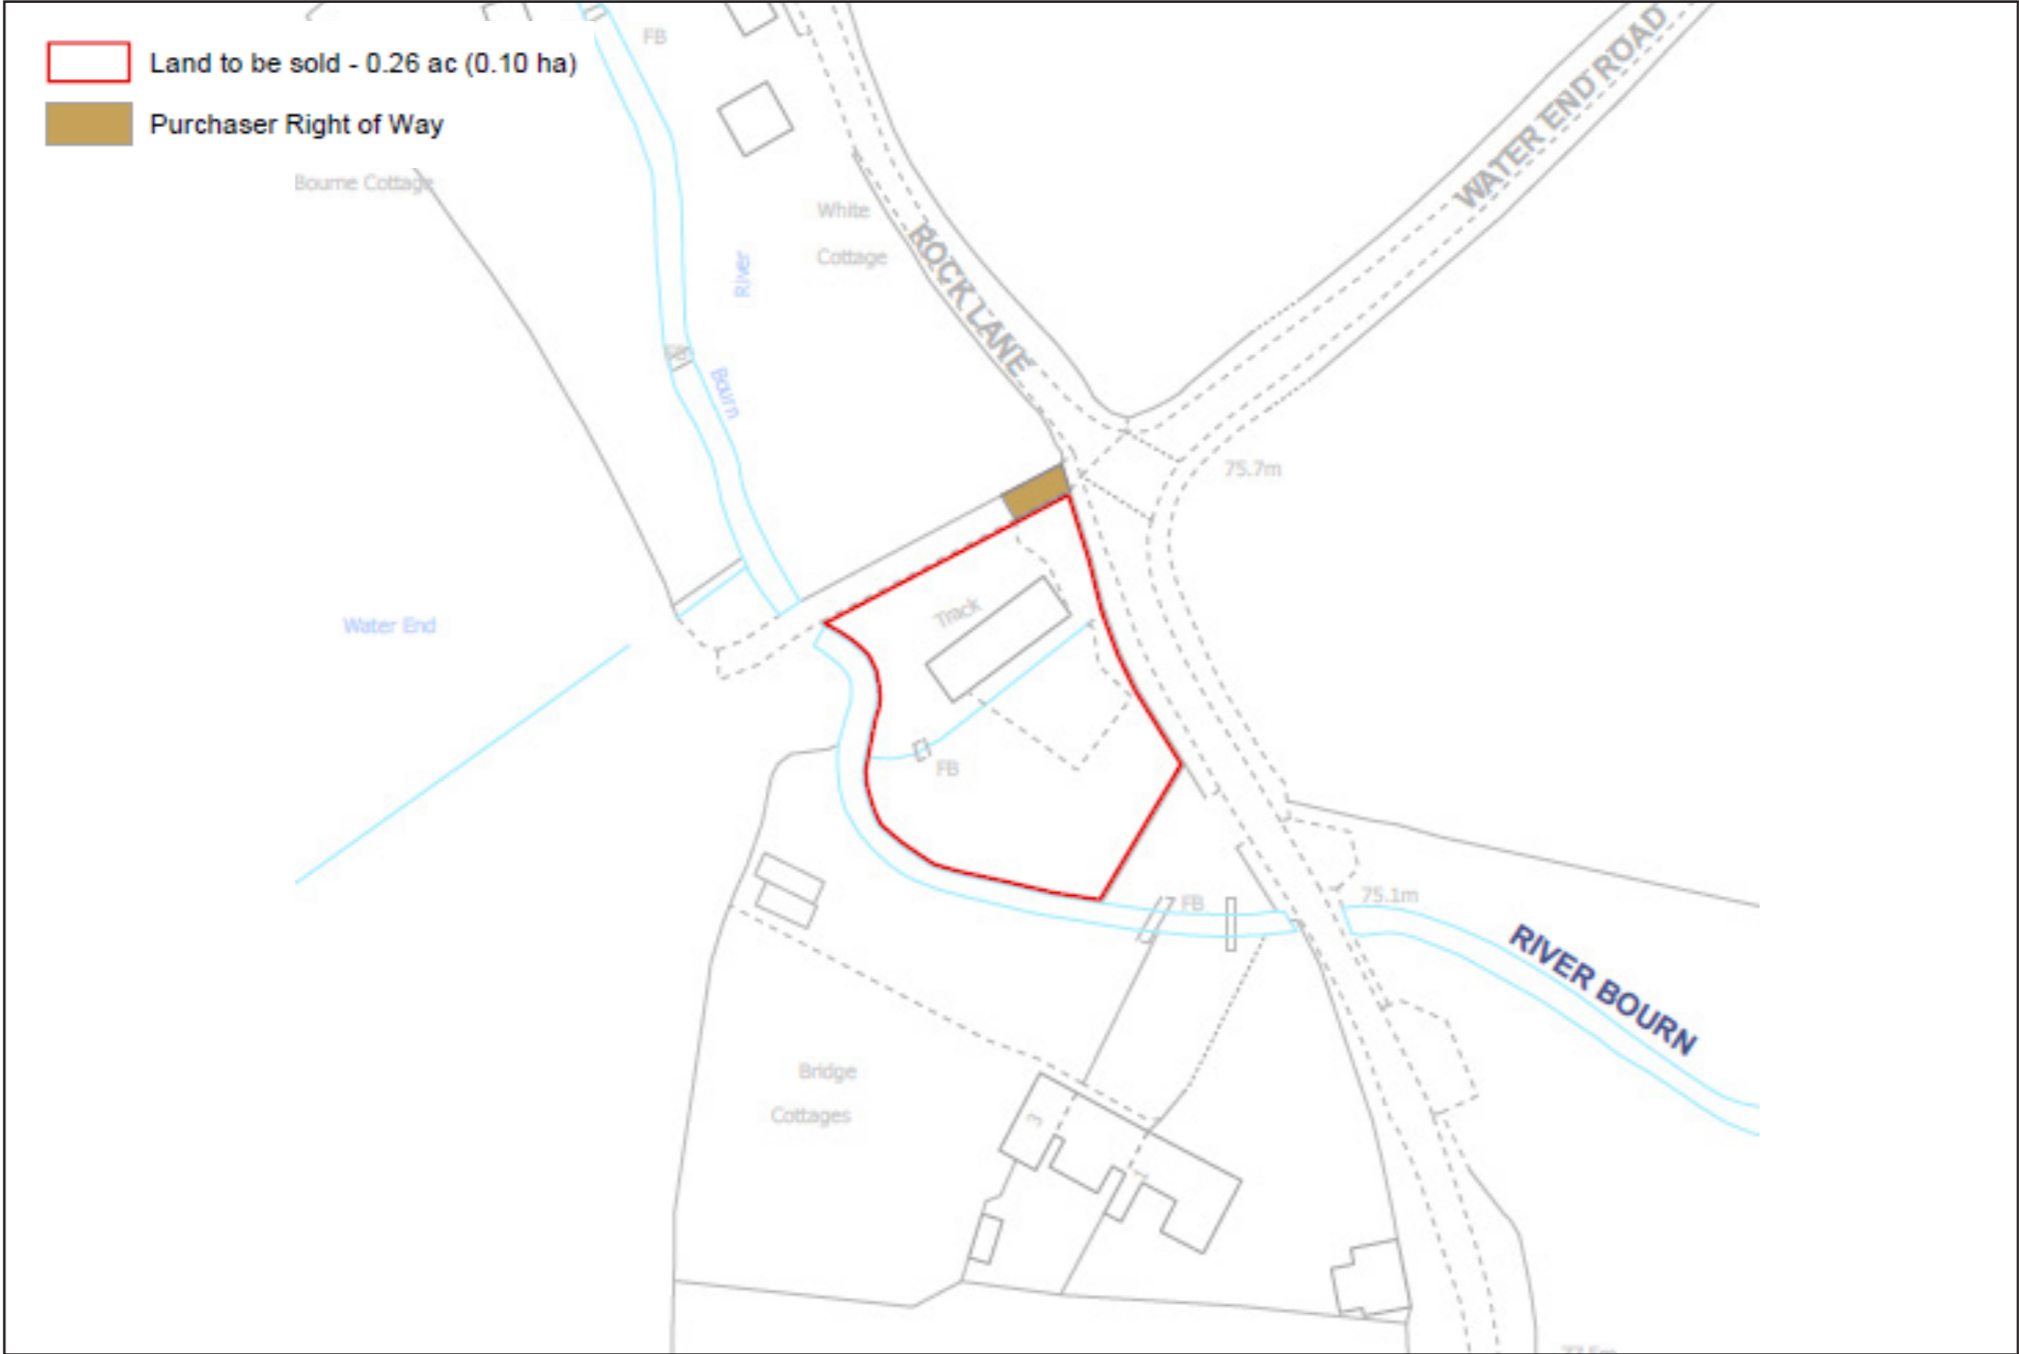 Land to be sold - 0.26 ac (0.10 ha)
Purchaser Right of Way
FB
WATER END ROAD
Bourne Cottage
White
Cottage
ROCK LANE
River
Bourn
75.7m
Water End
Track
FB
FB
75.1m
RIVER BOURN
Bridge
Cottages
3
1